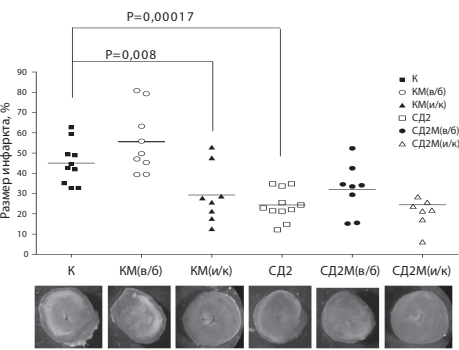 P=0,00017
P=0,008
Размер инфаркта, %
90
80
70
60
50
40
30
20
10
0
К
КМ(в/б)
КМ(и/к)
СД2
СД2М(в/б)
СД2М(и/к)
К
КМ(в/б)
КМ(и/к)
СД2
СД2М(в/б)
СД2М(и/к)